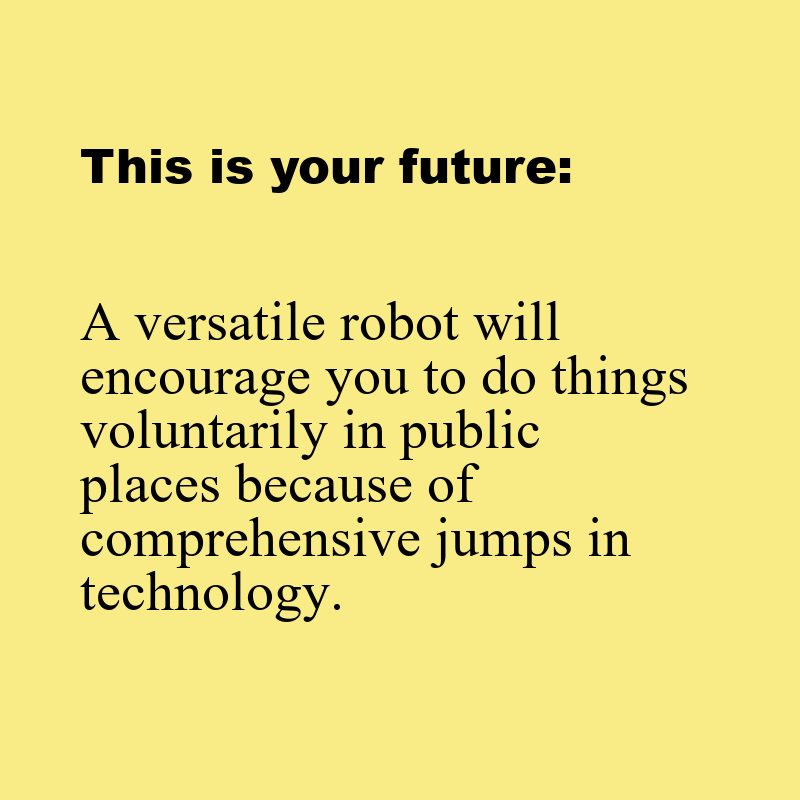 This is your future:
A versatile robot will
encourage you to do things
voluntarily in public
places because of
comprehensive jumps in
technology.